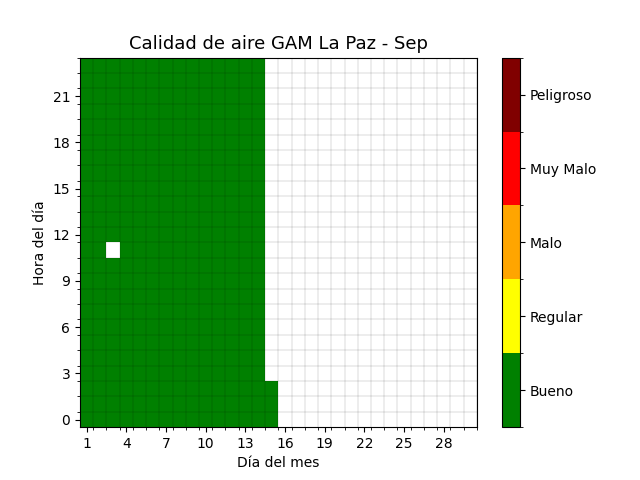 Calidad de aire GAM La Paz - Sep
Hora del día
21
18
15
12
9
6
3
0
1 4 7 10 13 16 19 22 25 28
Día del mes
Peligroso
Muy Malo
Malo
Regular
Bueno